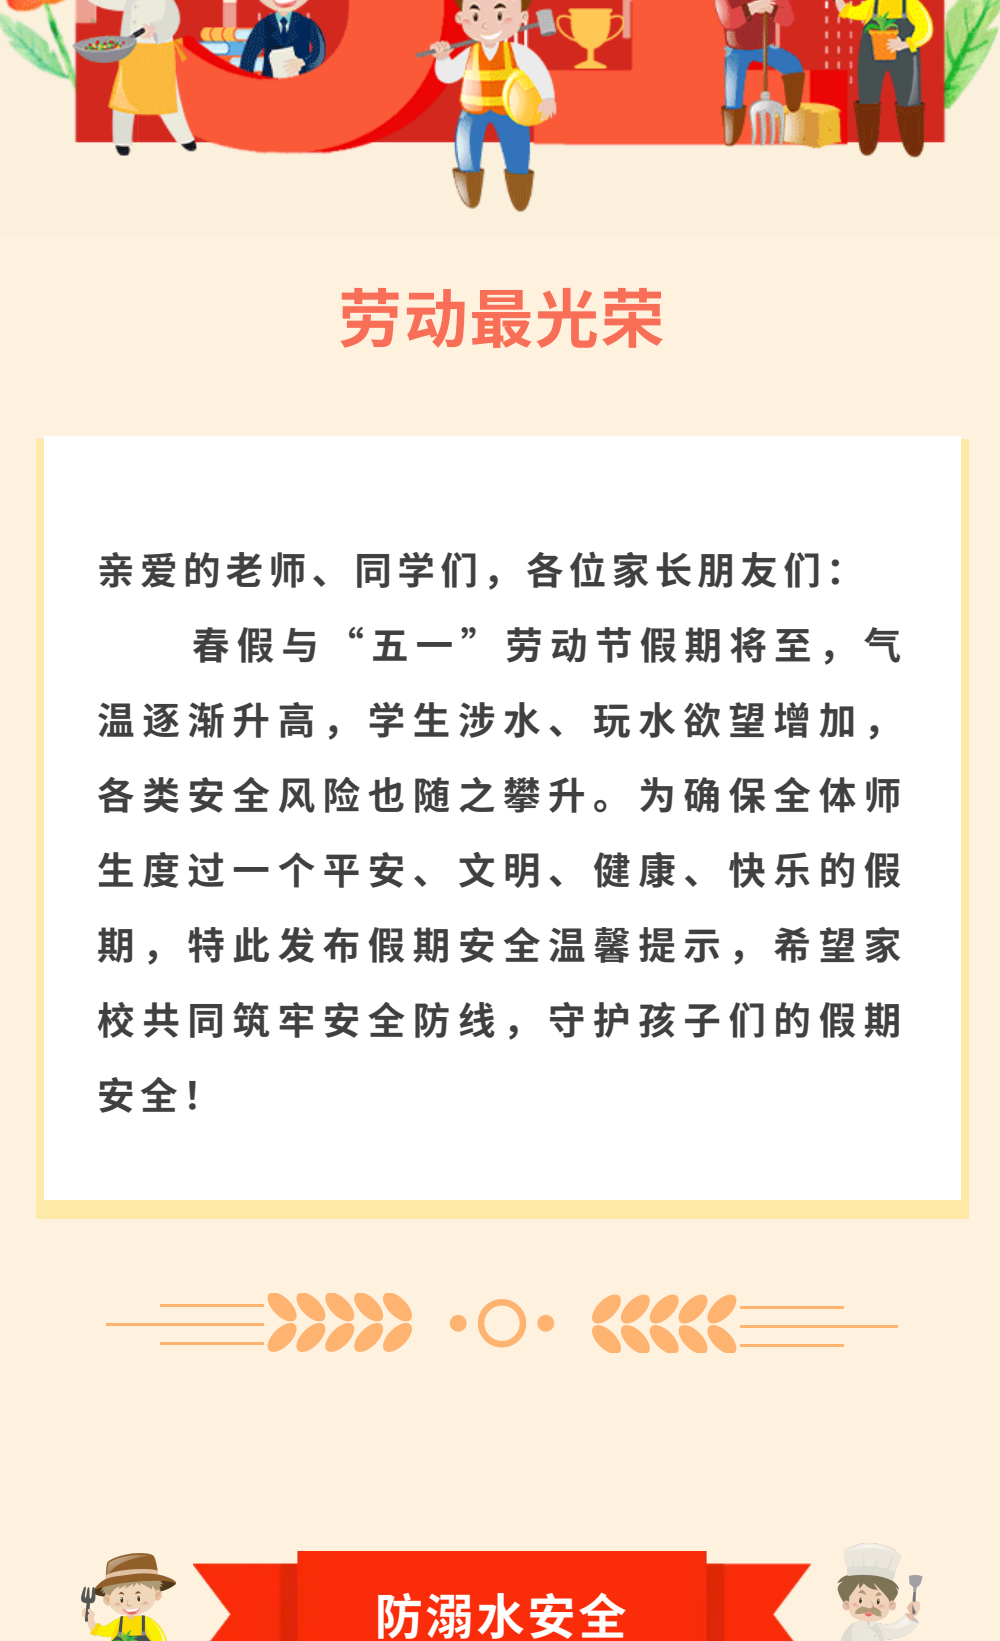 劳动最光荣
亲爱的老师、同学们，各位家长朋友们：
春假与“五一”劳动节假期将至，气
温逐渐升高，学生涉水、玩水欲望增加，
各类安全风险也随之攀升。为确保全体师
生度过一个平安、文明、健康、快乐的假
期，特此发布假期安全温馨提示，希望家
校共同筑牢安全防线，守护孩子们的假期
安全！
防溺水安全